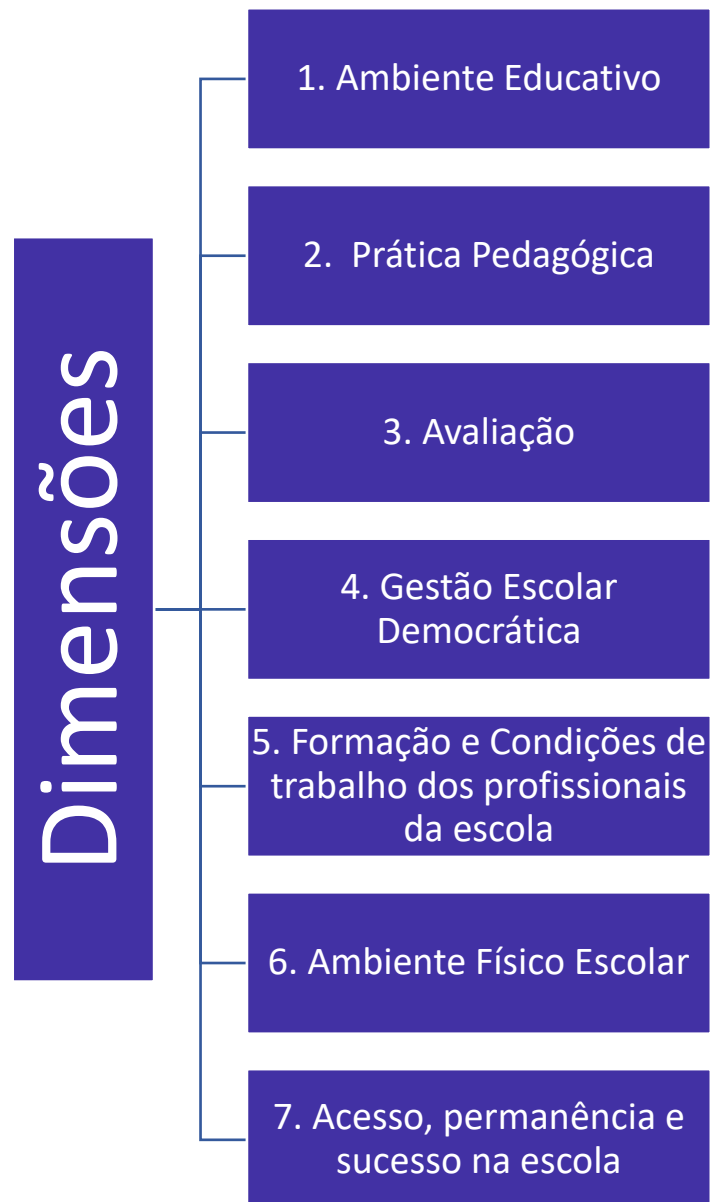 Dimensões
1. Ambiente Educativo
2. Prática Pedagógica
3. Avaliação
4. Gestão Escolar
Democrática
5. Formação e Condições de
trabalho dos profissionais
da escola
6. Ambiente Físico Escolar
7. Acesso, permanência e
sucesso na escola